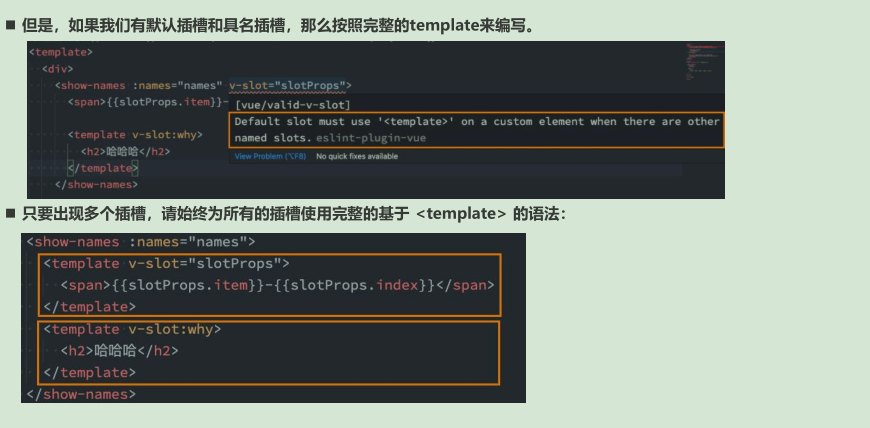 ■ 但是，如果我们有默认插槽和具名插槽，那么按照完整的template来编写。
<template>
<div>
<show-names :names="names" v-slot="slotProps">
<span>{{slotProps.item}}-
[vue/valid-v-slot]
Default slot must use '<template>' on a custom element when there are other
named slots. eslint-plugin-vue
View Problem (⌥F8) No quick fixes available
<template v-slot:why>
<h2>哈哈哈</h2>
</template>
</show-names>
■ 只要出现多个插槽，请始终为所有的插槽使用完整的基于 <template> 的语法：
<show-names :names="names">
<template v-slot="slotProps">
<span>{{slotProps.item}}-{{slotProps.index}}</span>
</template>
<template v-slot:why>
<h2>哈哈哈</h2>
</template>
</show-names>